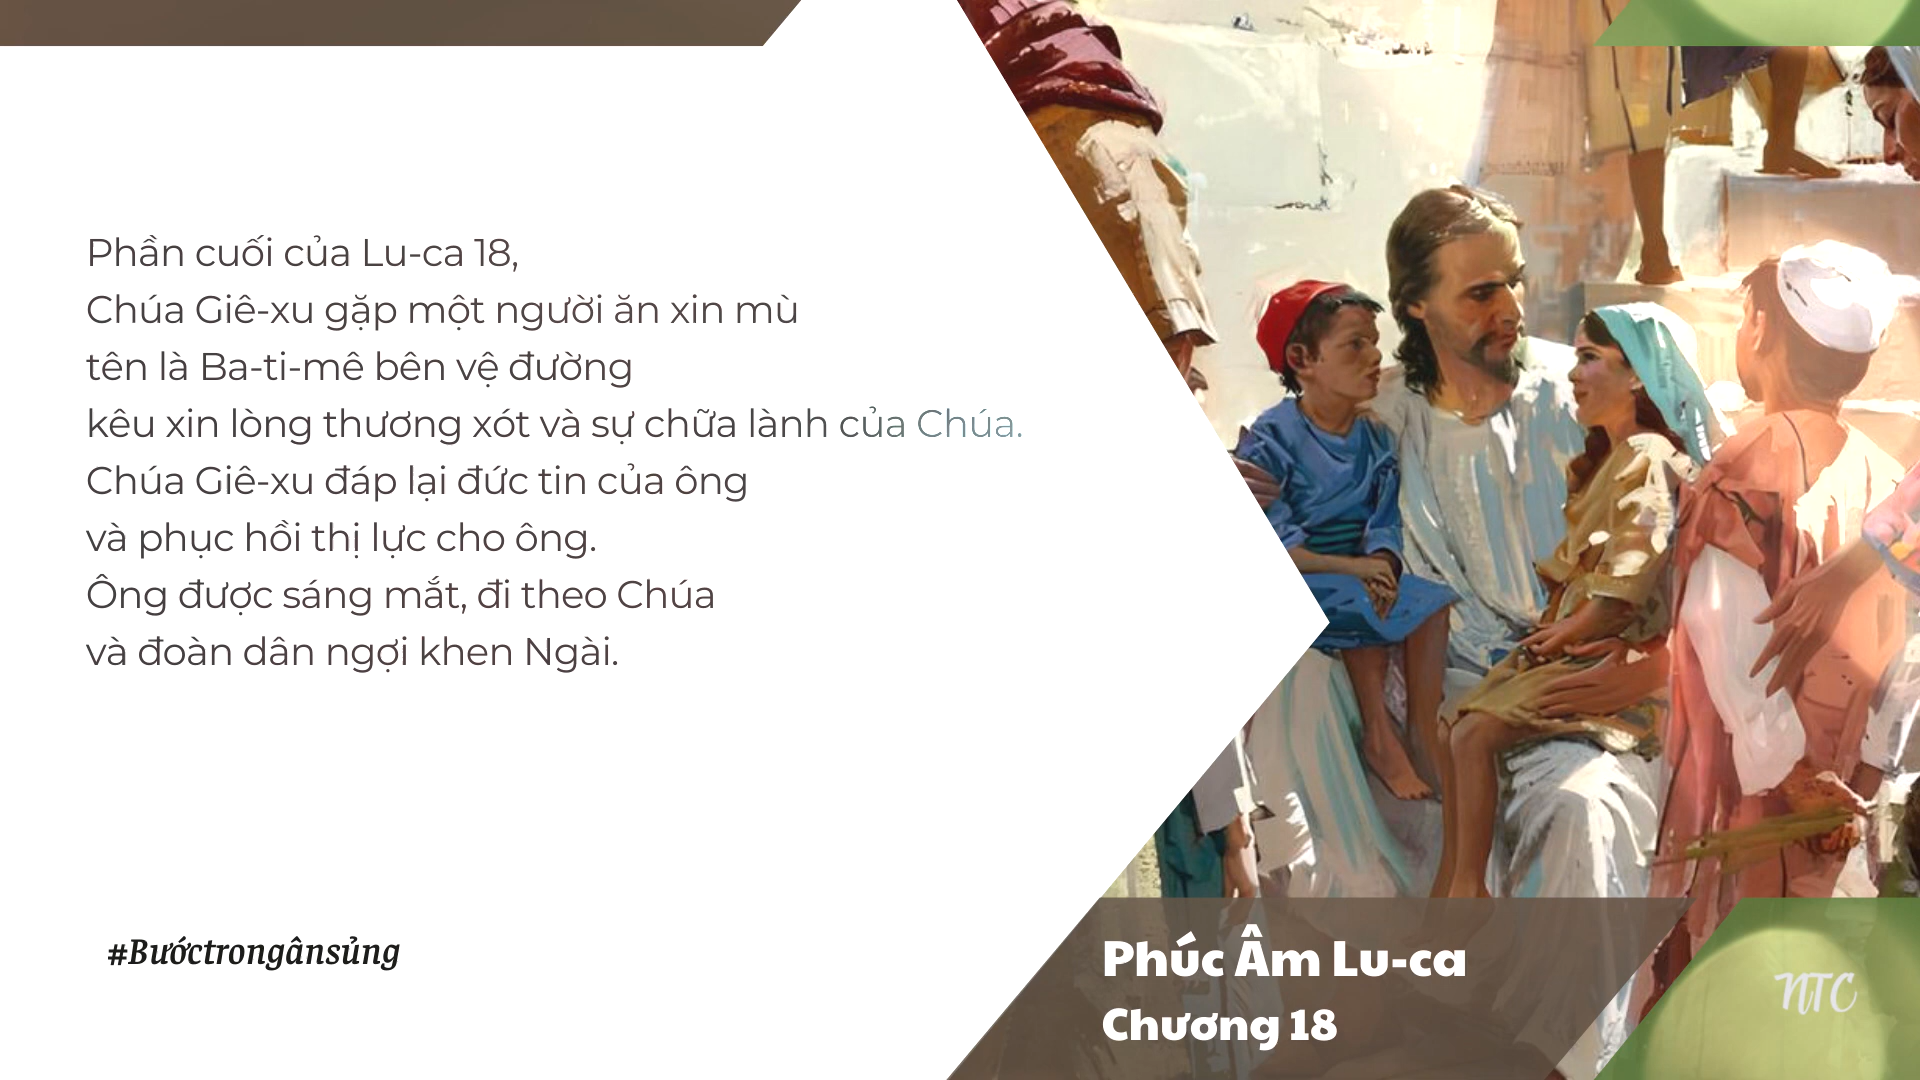 Phần cuối của Lu-ca 18,
Chúa Giê-xu gặp một người ăn xin mù
tên là Ba-ti-mê bên vệ đường
kêu xin lòng thương xót và sự chữa lành của Chúa.
Chúa Giê-xu đáp lại đức tin của ông
và phục hồi thị lực cho ông.
Ông được sáng mắt, đi theo Chúa
và đoàn dân ngợi khen Ngài.
#Bướctrongânsủng
Phúc Âm Lu-ca
Chương 18
NTC